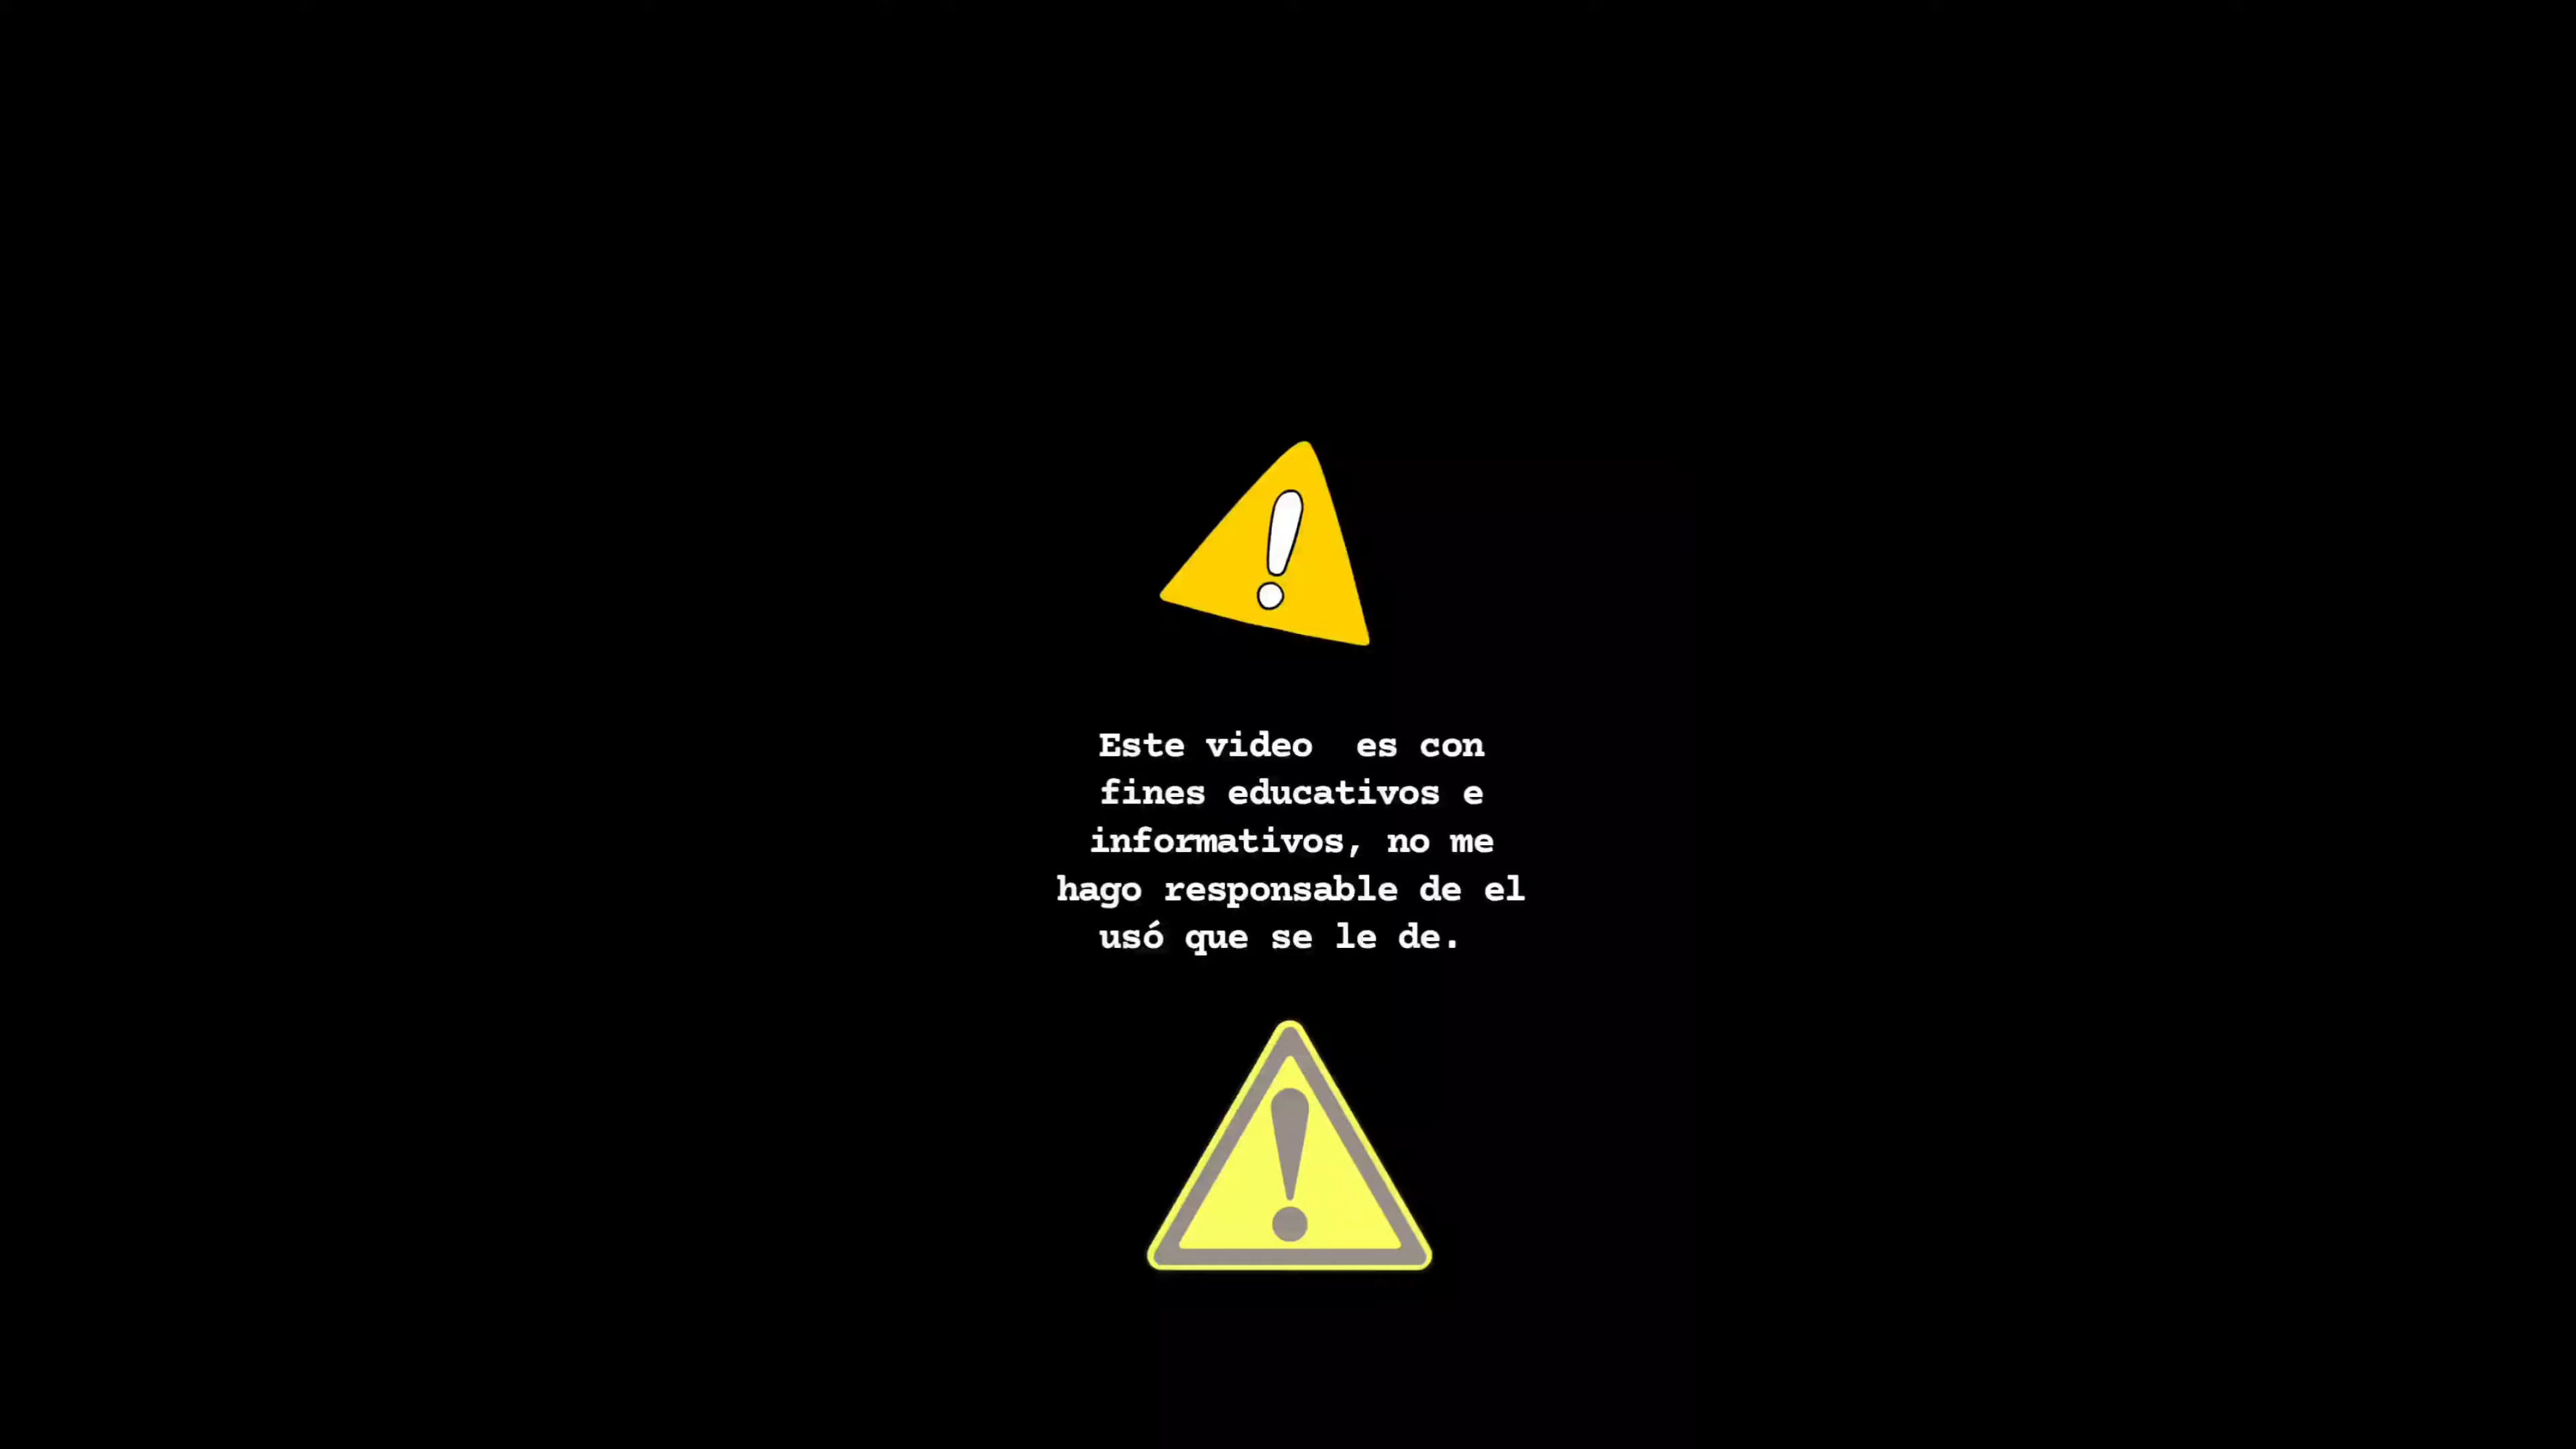 Este video  es con
fines educativos e
informativos, no me
hago responsable de el
usó que se le de.